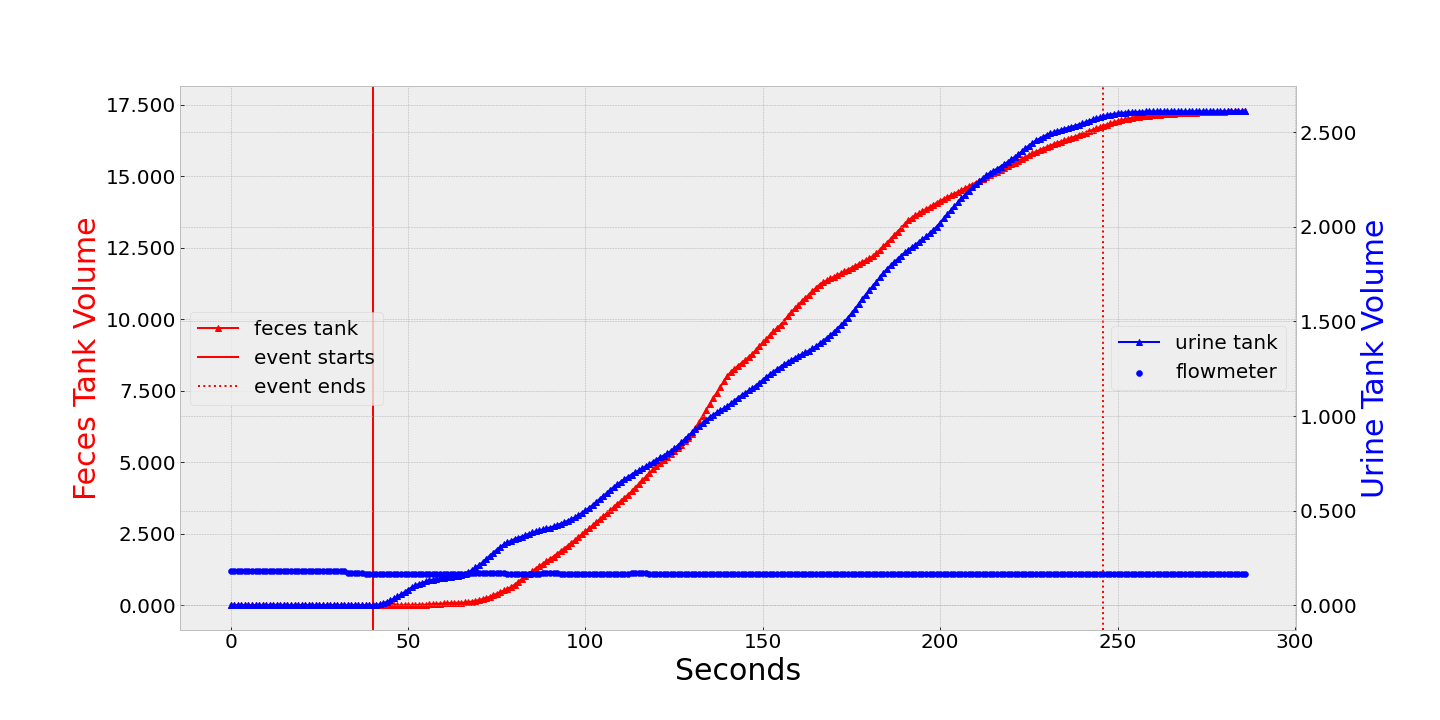 17.500
15.000
12.500
10.000
7.500
5.000
2.500
0.000
Feces Tank Volume
feces tank
event starts
event ends
urine tank
flowmeter
2.500
2.000
1.500
1.000
0.500
0.000
Urine Tank Volume
0 50 100 150 200 250 300
Seconds